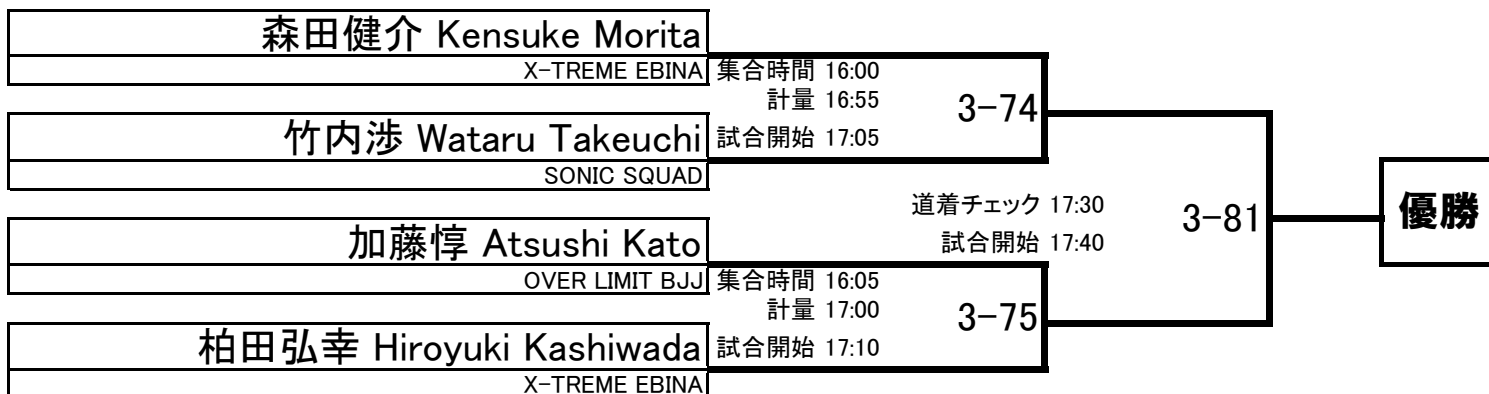 森田健介 Kensuke Morita
X-TREME EBINA
集合時間 16:00
計量 16:55
3-74
竹内渉 Wataru Takeuchi
試合開始 17:05
SONIC SQUAD
道着チェック 17:30
3-81
優勝
試合開始 17:40
加藤惇 Atsushi Kato
OVER LIMIT BJJ
集合時間 16:05
計量 17:00
3-75
柏田弘幸 Hiroyuki Kashiwada
試合開始 17:10
X-TREME EBINA